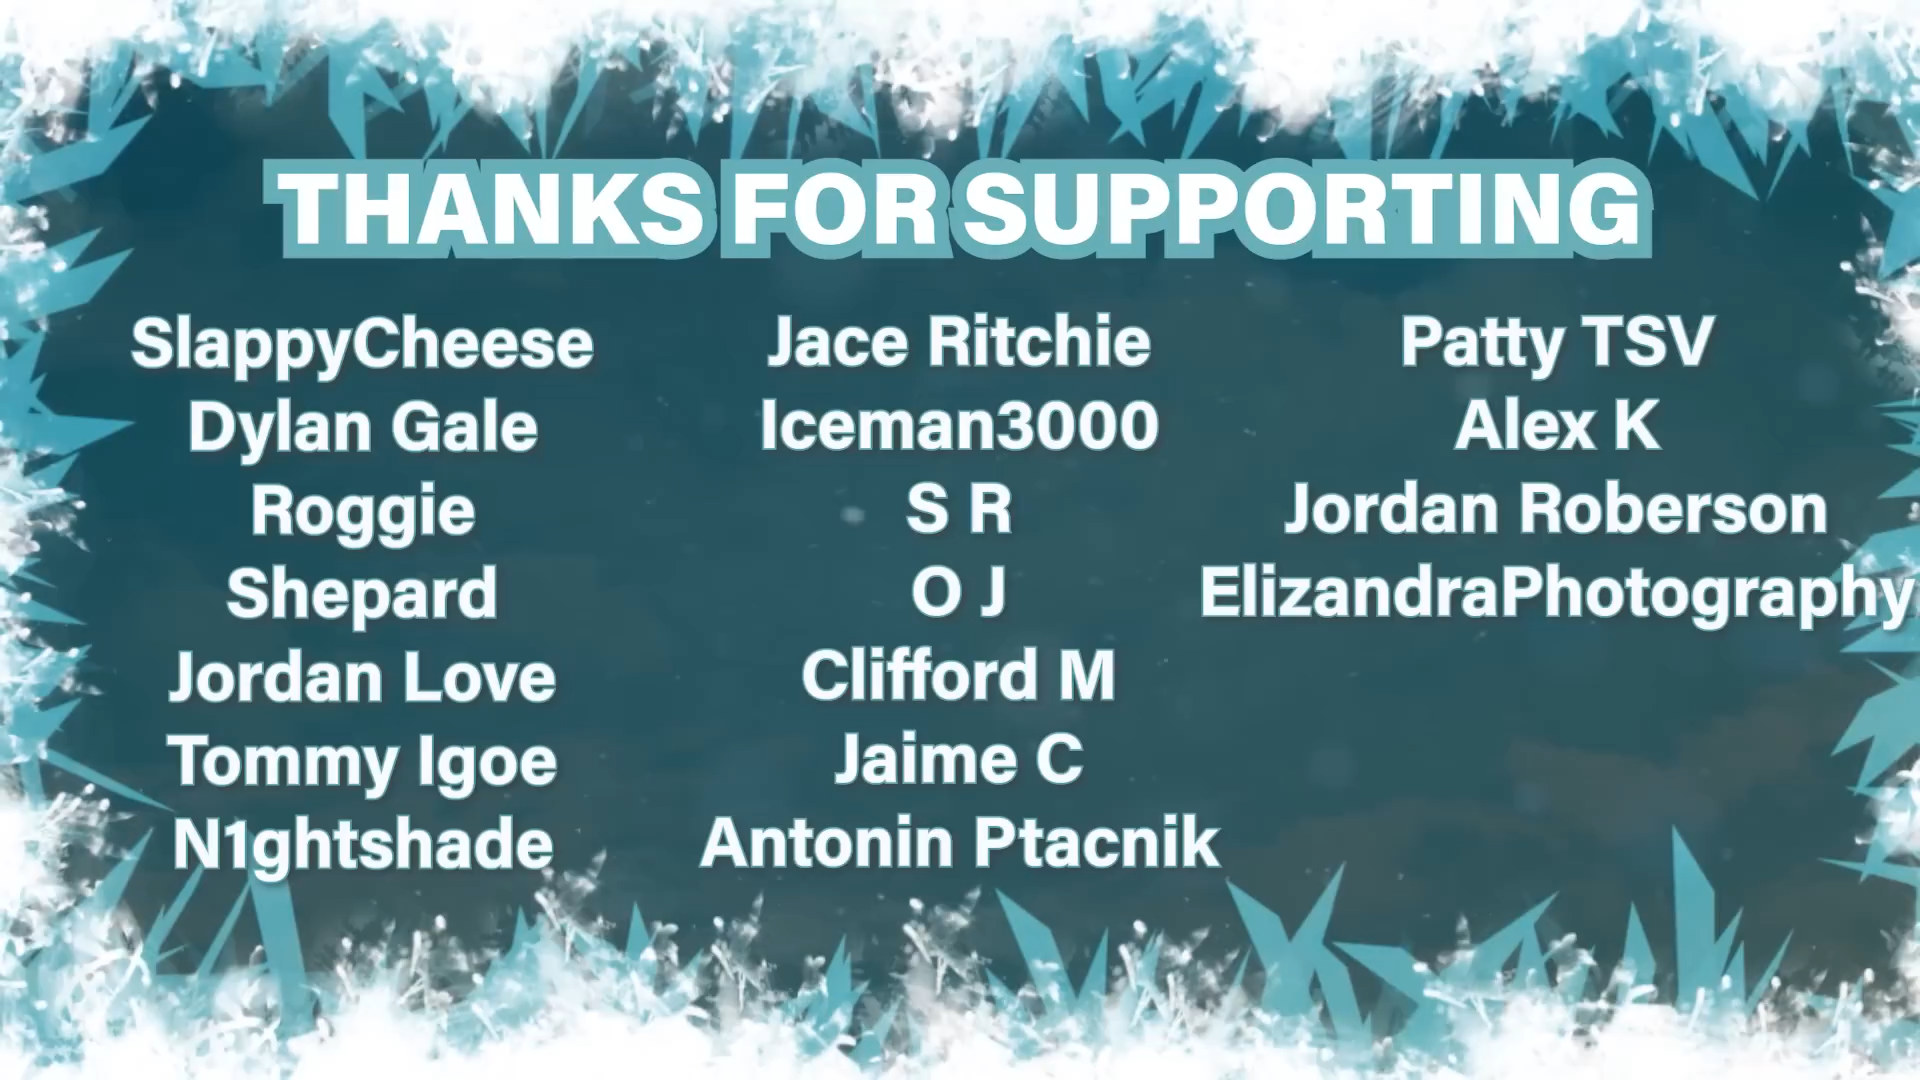 THANKS FOR SUPPORTING
SlappyCheese
Dylan Gale
Roggie
Shepard
Jordan Love
Tommy Igoe
N1ghtshade
Jace Ritchie
Iceman3000
S R
O J
Clifford M
Jaime C
Antonin Ptacnik
Patty TSV
Alex K
Jordan Roberson
ElizandraPhotography